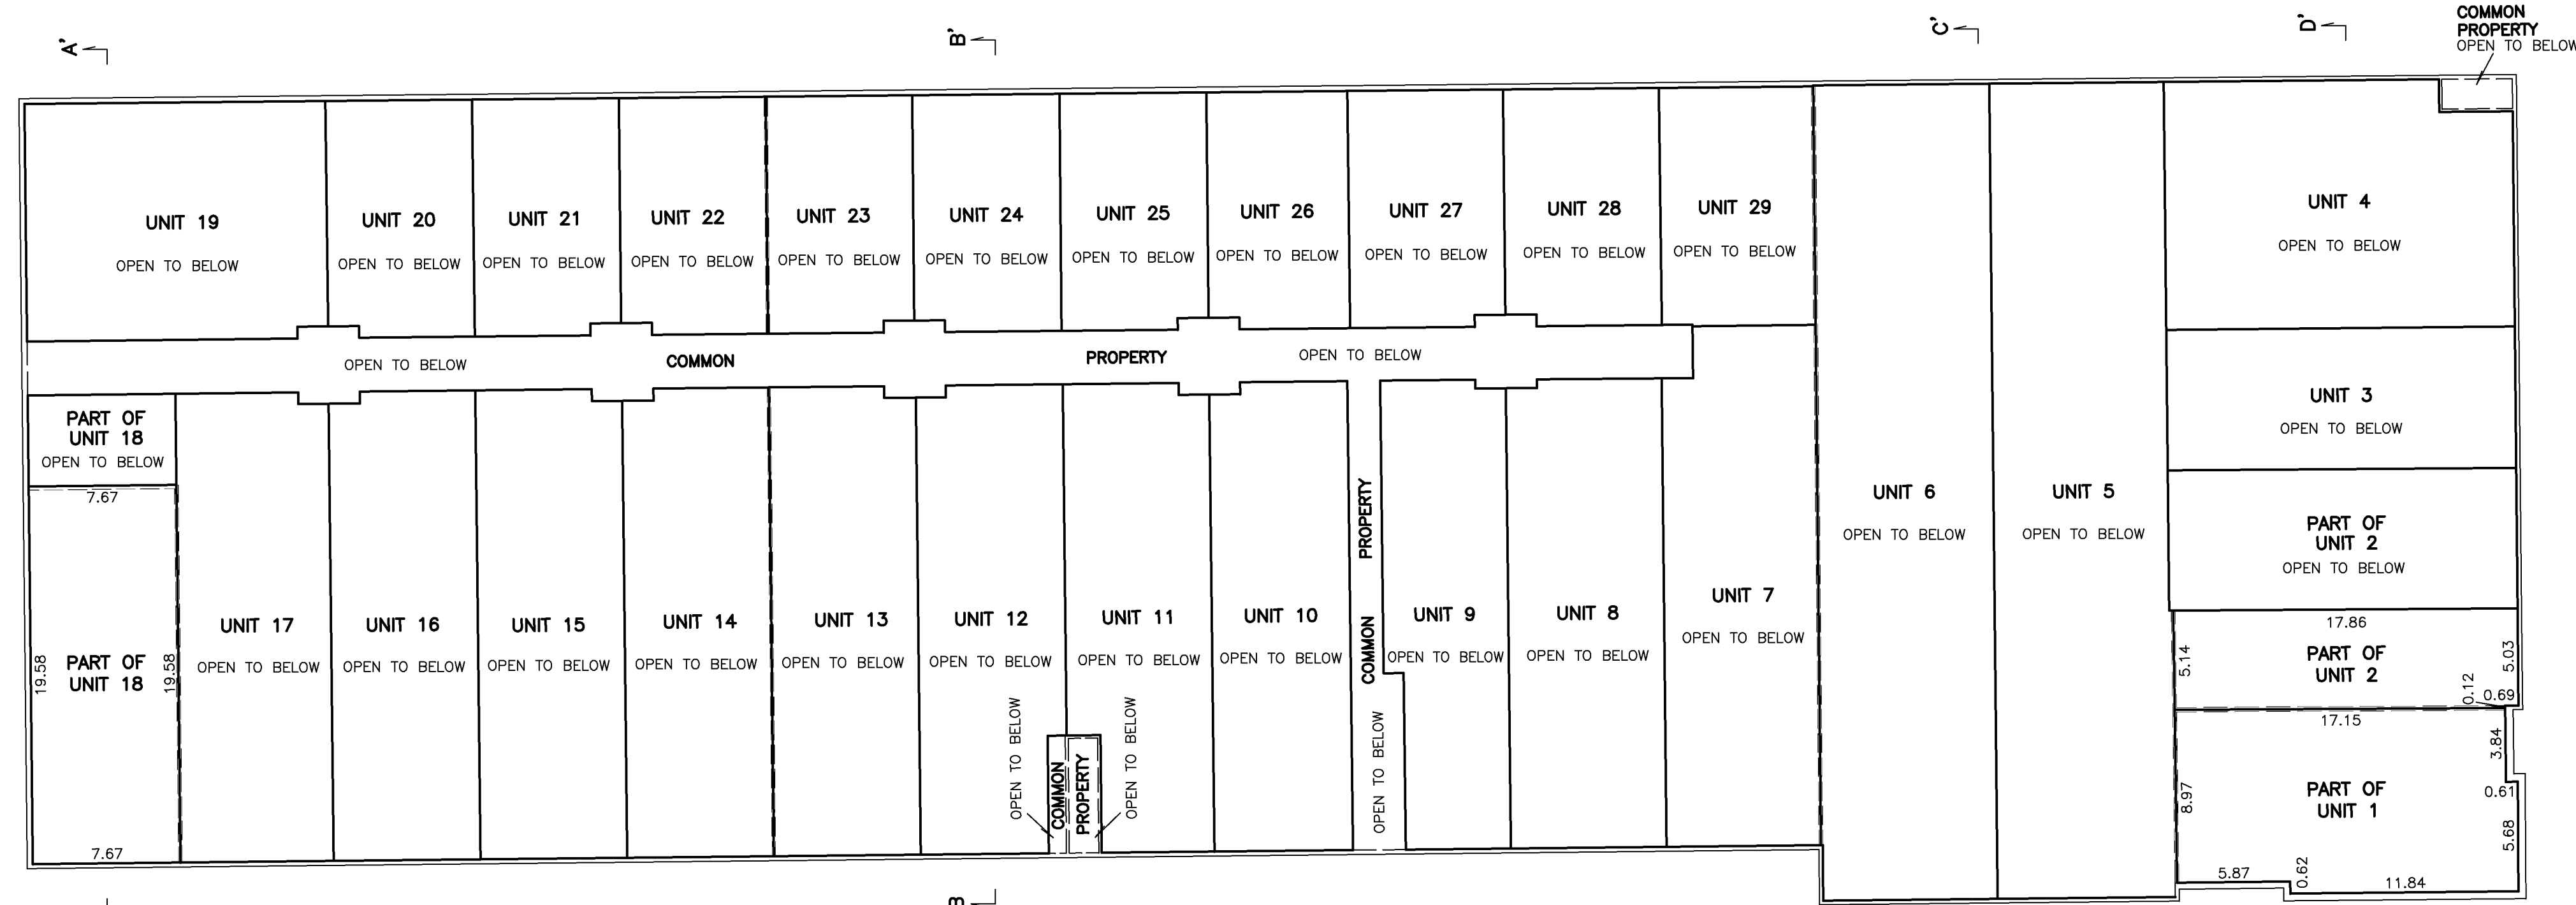 A'
B'
C'
D'
COMMON
PROPERTY
OPEN TO BELOW
UNIT 19
OPEN TO BELOW
UNIT 20
OPEN TO BELOW
UNIT 21
OPEN TO BELOW
UNIT 22
OPEN TO BELOW
UNIT 23
OPEN TO BELOW
UNIT 24
OPEN TO BELOW
UNIT 25
OPEN TO BELOW
UNIT 26
OPEN TO BELOW
UNIT 27
OPEN TO BELOW
UNIT 28
OPEN TO BELOW
UNIT 29
OPEN TO BELOW
UNIT 4
OPEN TO BELOW
OPEN TO BELOW
COMMON
PROPERTY
OPEN TO BELOW
UNIT 3
OPEN TO BELOW
PART OF
UNIT 18
OPEN TO BELOW
7.67
19.58
PART OF
UNIT 18
19.58
7.67
UNIT 17
OPEN TO BELOW
UNIT 16
OPEN TO BELOW
UNIT 15
OPEN TO BELOW
UNIT 14
OPEN TO BELOW
UNIT 13
OPEN TO BELOW
UNIT 12
OPEN TO BELOW
UNIT 11
OPEN TO BELOW
UNIT 10
OPEN TO BELOW
COMMON PROPERTY
OPEN TO BELOW
UNIT 9
OPEN TO BELOW
UNIT 8
OPEN TO BELOW
UNIT 7
OPEN TO BELOW
UNIT 6
OPEN TO BELOW
UNIT 5
OPEN TO BELOW
OPEN TO BELOW
COMMON
PROPERTY
OPEN TO BELOW
PART OF
UNIT 2
OPEN TO BELOW
17.86
5.14
PART OF
UNIT 2
5.03
0.12
0.69
17.15
3.84
8.97
PART OF
UNIT 1
0.61
5.68
5.87
0.62
11.84
B